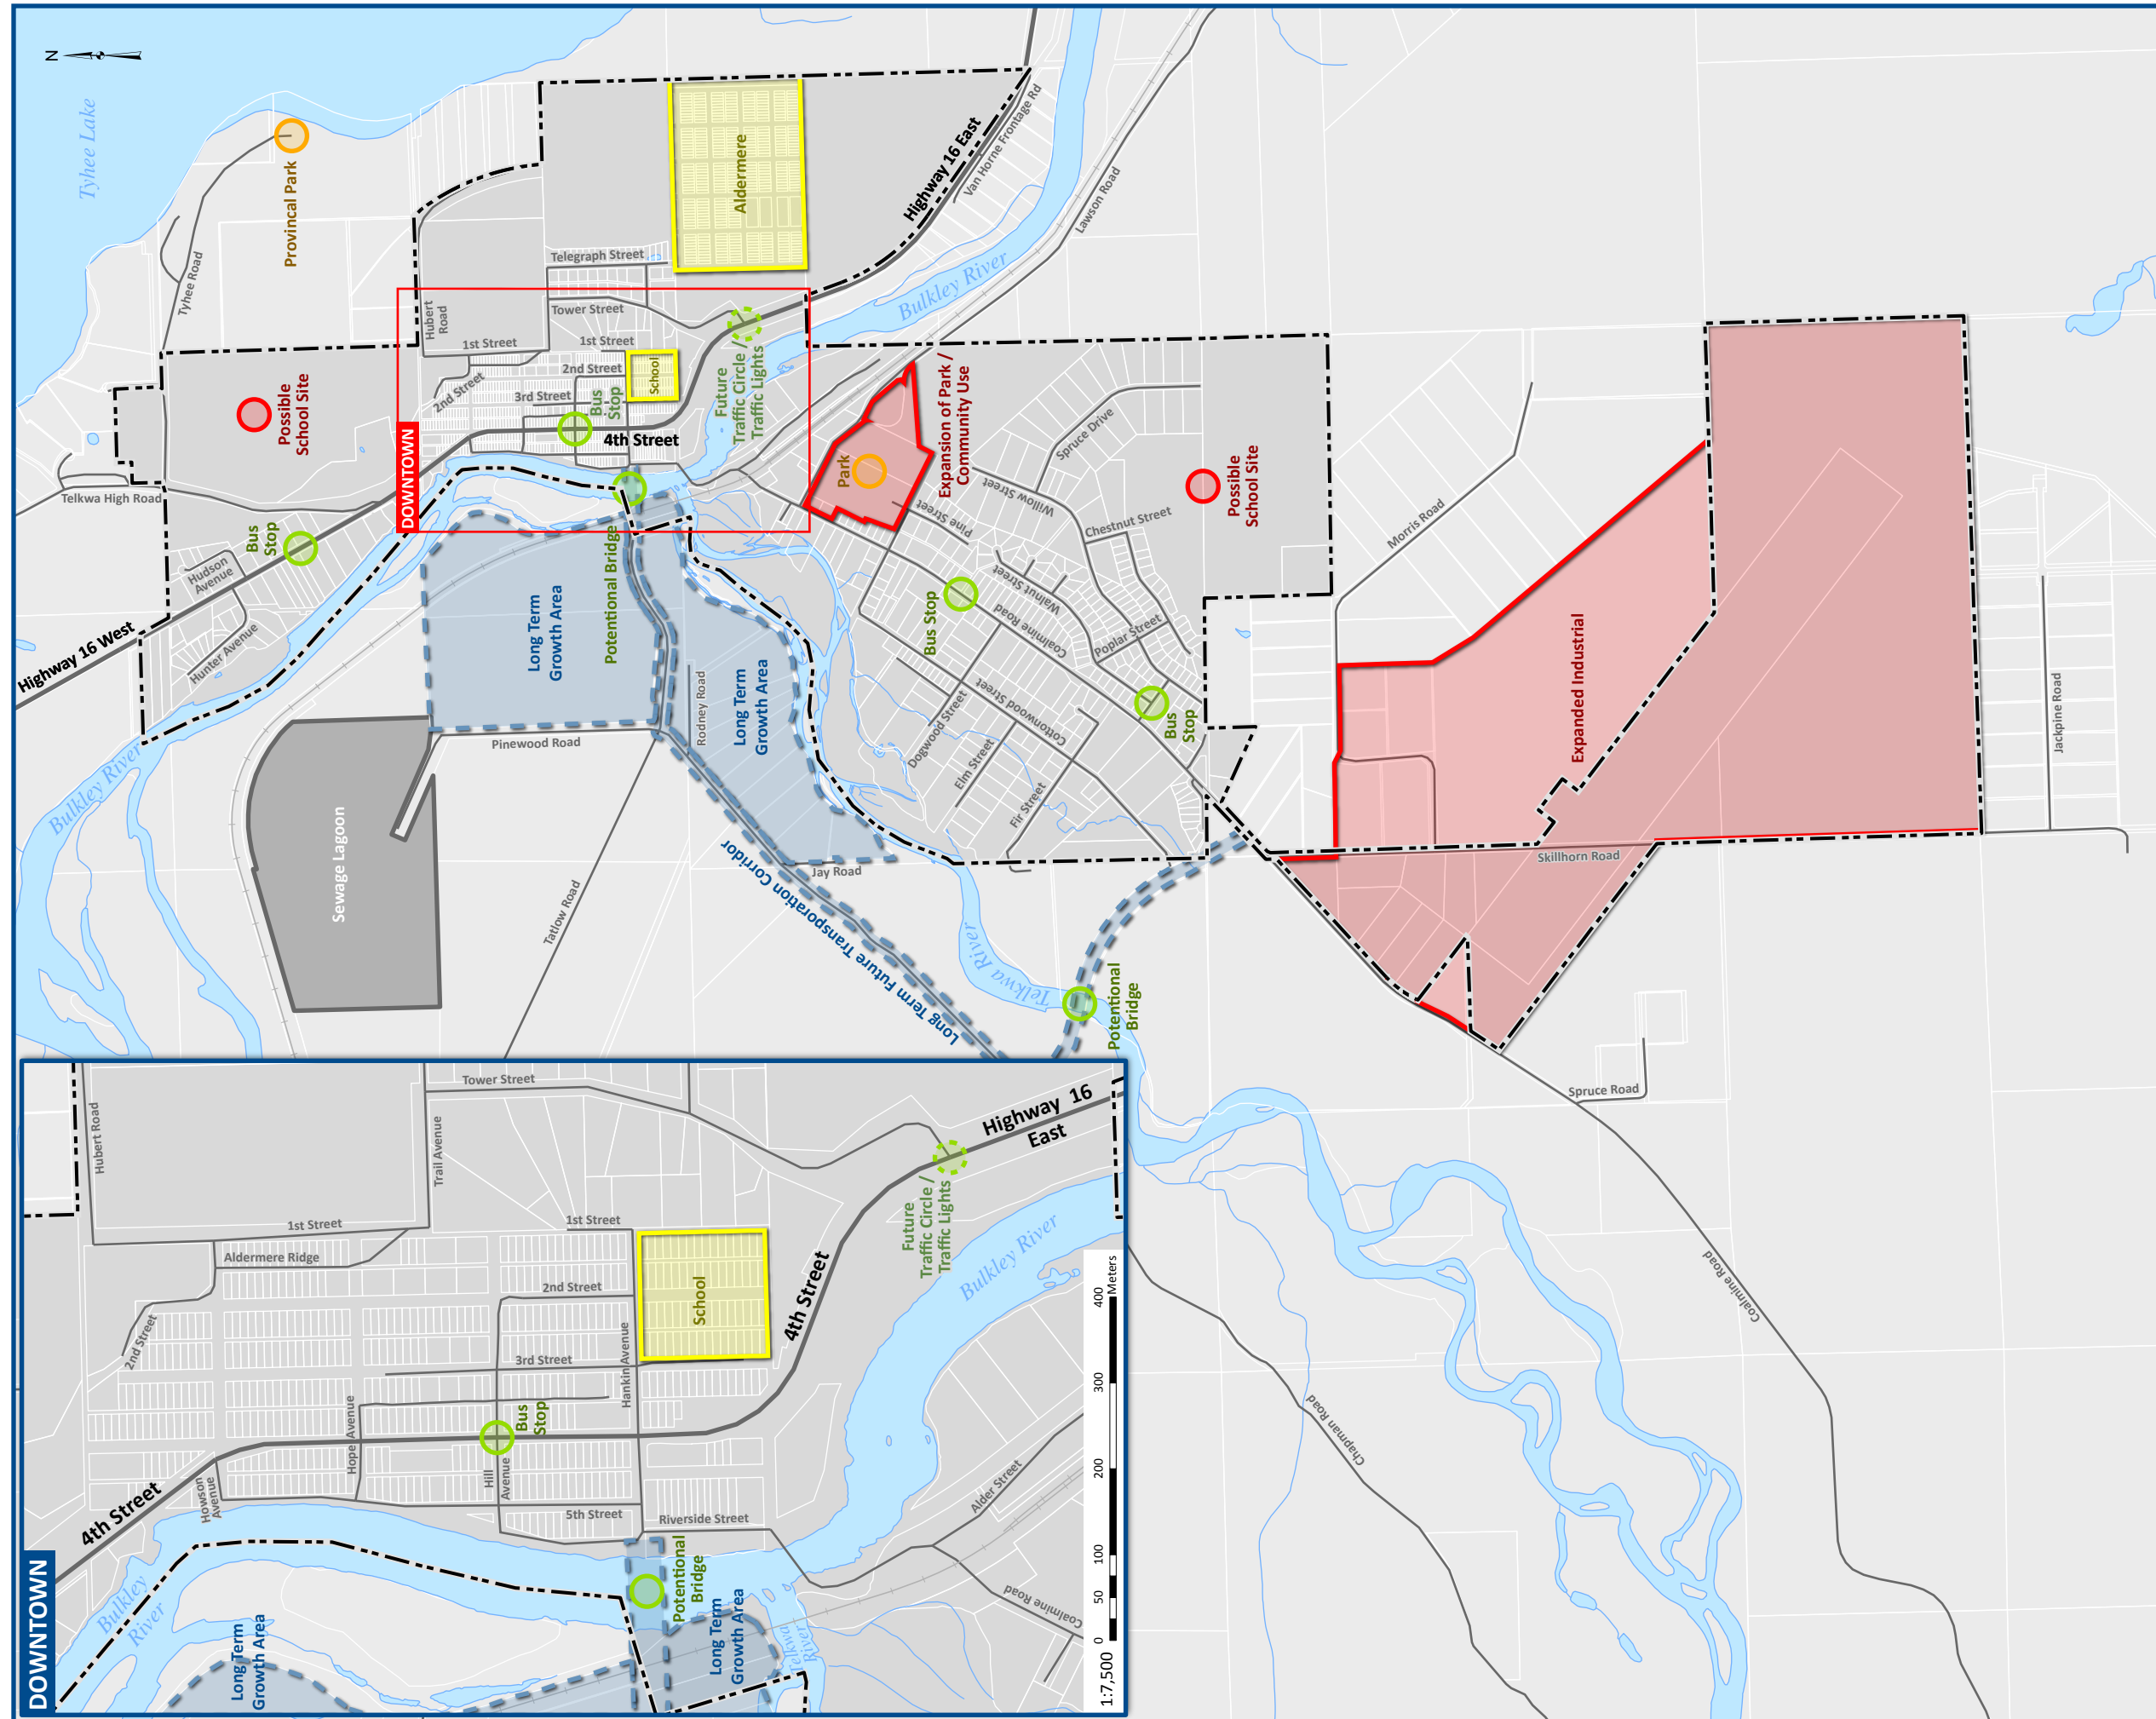 N
Tyhee Lake
Provincal Park
Tyhee Road
Possible
School Site
Telkwa High Road
Bus
Stop
Hudson
Avenue
Hunter Avenue
Highway 16 West
Bulkley River
Sewage Lagoon
DOWNTOWN
Hubert
Road
1st Street
2nd Street
1st Street
2nd Street
3rd Street
Bus
Stop
4th Street
School
Telegraph Street
Tower Street
Aldermere
Highway 16 East
Van Horne Frontage Rd
Lawson Road
Bulkley River
Future
Traffic Circle /
Traffic Lights
Potentional Bridge
Long Term
Growth Area
Pinewood Road
Rodney Road
Long Term
Growth Area
Tatlow Road
Jay Road
Long Term Future Transporation Corridor
Telkwa River
Potentional
Bridge
Park
Expansion of Park /
Community Use
Pine Street
Willow Street
Spruce Drive
Chestnut Street
Walnut Street
Poplar Street
Coalmine Road
Bus Stop
Bus
Stop
Cottonwood Street
Dogwood Street
Elm Street
Fir Street
Possible
School Site
Morris Road
Expanded Industrial
Skillhorn Road
Jackpine Road
Spruce Road
Coalmine Road
Chapman Road
DOWNTOWN
Hubert Road
Tower Street
Trail Avenue
1st Street
Aldermere Ridge
2nd Street
1st Street
2nd Street
3rd Street
Hankin Avenue
School
Hope Avenue
Howson
Avenue
Hill
Avenue
Bus
Stop
4th Street
4th Street
5th Street
Riverside Street
Highway 16
East
Future
Traffic Circle /
Traffic Lights
Bulkley River
Bulkley
River
Alder Street
Coalmine Road
Potentional
Bridge
Long Term
Growth Area
Long Term
Growth Area
Telkwa
River
1:7,500
0
50
100
200
300
400
Meters